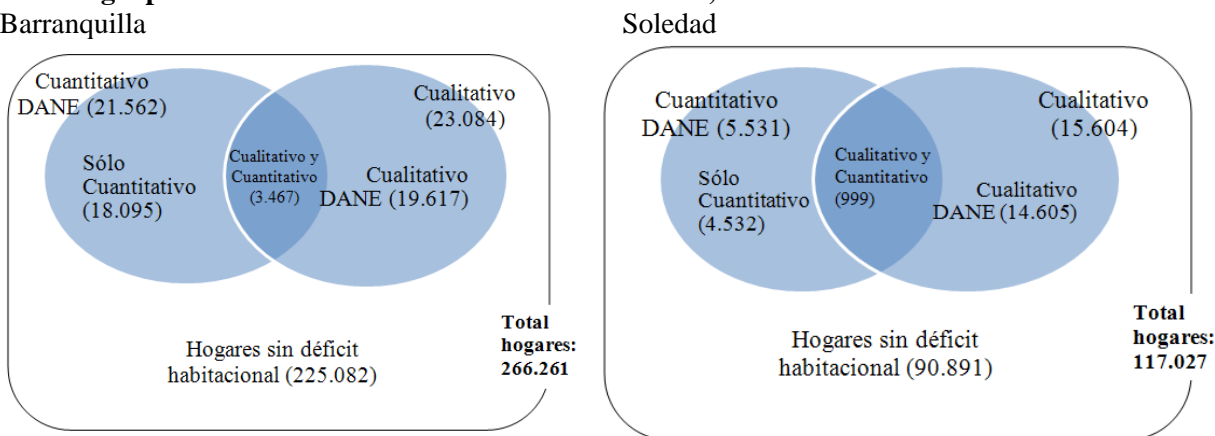 Barranquilla
Soledad
Cuantitativo
DANE (21.562)
Cualitativo
(23.084)
Sólo
Cuantitativo
(18.095)
Cualitativo y
Cuantitativo
(3.467)
Cualitativo
DANE (19.617)
Hogares sin déficit
habitacional (225.082)
Total
hogares:
266.261
Cuantitativo
DANE (5.531)
Cualitativo
(15.604)
Sólo
Cuantitativo
(4.532)
Cualitativo y
Cuantitativo
(999)
Cualitativo
DANE (14.605)
Hogares sin déficit
habitacional (90.891)
Total
hogares:
117.027